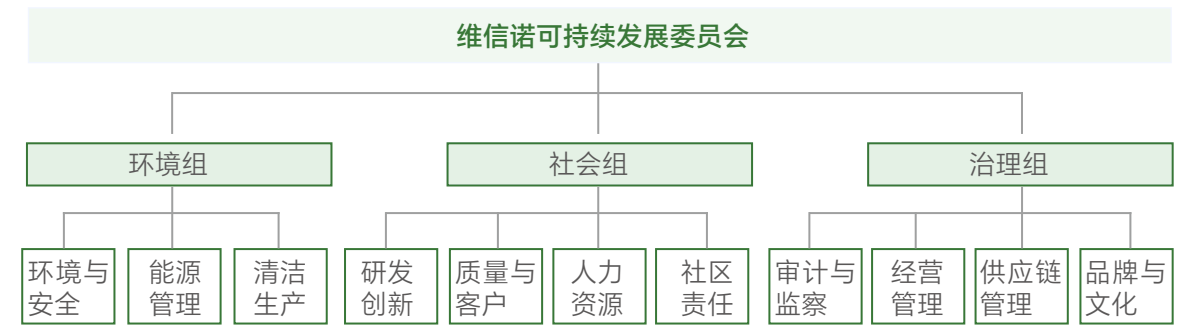 维信诺可持续发展委员会
环境组
社会组
治理组
环境与
安全
能源
管理
清洁
生产
研发
创新
质量与
客户
人力
资源
社区
责任
审计与
监察
经营
管理
供应链
管理
品牌与
文化